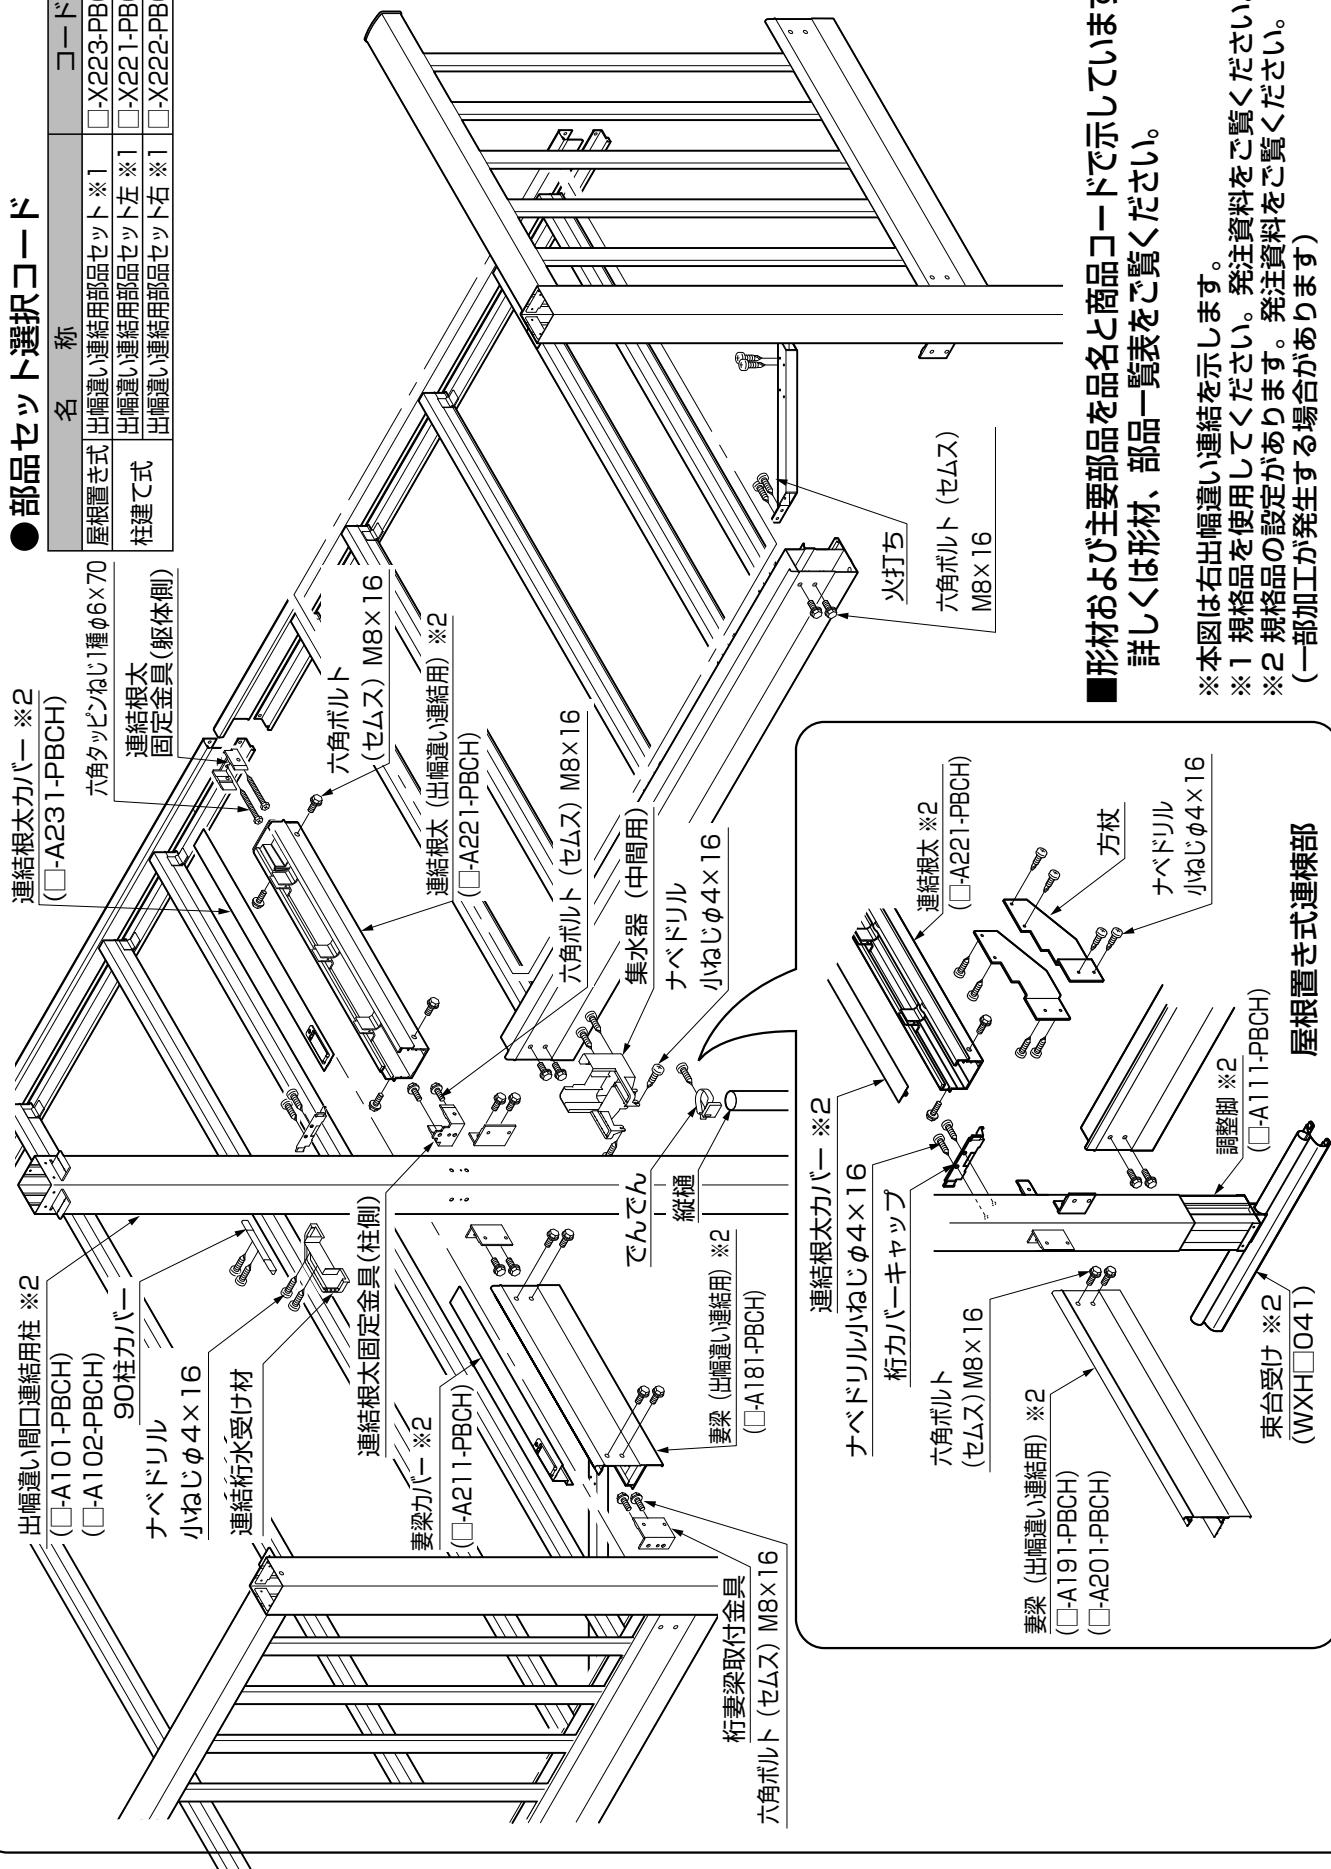 ●部品セット選択コード
名　称　コード
屋根置き式 出幅違い連結用部品セット ※1 □-X223-PB
柱建て式 出幅違い連結用部品セット左 ※1 □-X221-PB
出幅違い連結用部品セット右 ※1 □-X222-PB
連結根太カバー ※2
(□-A231-PBCH)
六角タッピンねじ1種φ6×70
連結根太
固定金具(躯体側)
六角ボルト
(セムス) M8×16
連結根太 (出幅違い連結用) ※2
(□-A221-PBCH)
六角ボルト (セムス) M8×16
集水器 (中間用)
ナベドリル
小ねじφ4×16
火打ち
六角ボルト (セムス)
M8×16
出幅違い間口連結用柱 ※2
(□-A101-PBCH)
(□-A102-PBCH)
90柱カバー
ナベドリル
小ねじφ4×16
連結桁水受け材
連結根太固定金具(柱側)
妻梁カバー ※2
(□-A211-PBCH)
でんでん
縦樋
妻梁 (出幅違い連結用) ※2
(□-A181-PBCH)
桁妻梁取付金具
六角ボルト (セムス) M8×16
連結根太カバー ※2
ナベドリル小ねじφ4×16
桁カバーキャップ
六角ボルト
(セムス) M8×16
妻梁 (出幅違い連結用) ※2
(□-A191-PBCH)
(□-A201-PBCH)
連結根太 ※2
(□-A221-PBCH)
方杖
ナベドリル
小ねじφ4×16
調整脚 ※2
(□-A111-PBCH)
束台受け ※2
(WXH□041)
屋根置き式連棟部
■形材および主要部品を品名と商品コードで示しています
詳しくは形材、部品一覧表をご覧ください。
※本図は右出幅違い連結を示します。
※1 規格品を使用してください。発注資料をご覧ください。
※2 規格品の設定があります。発注資料をご覧ください。
(一部加工が発生する場合があります)